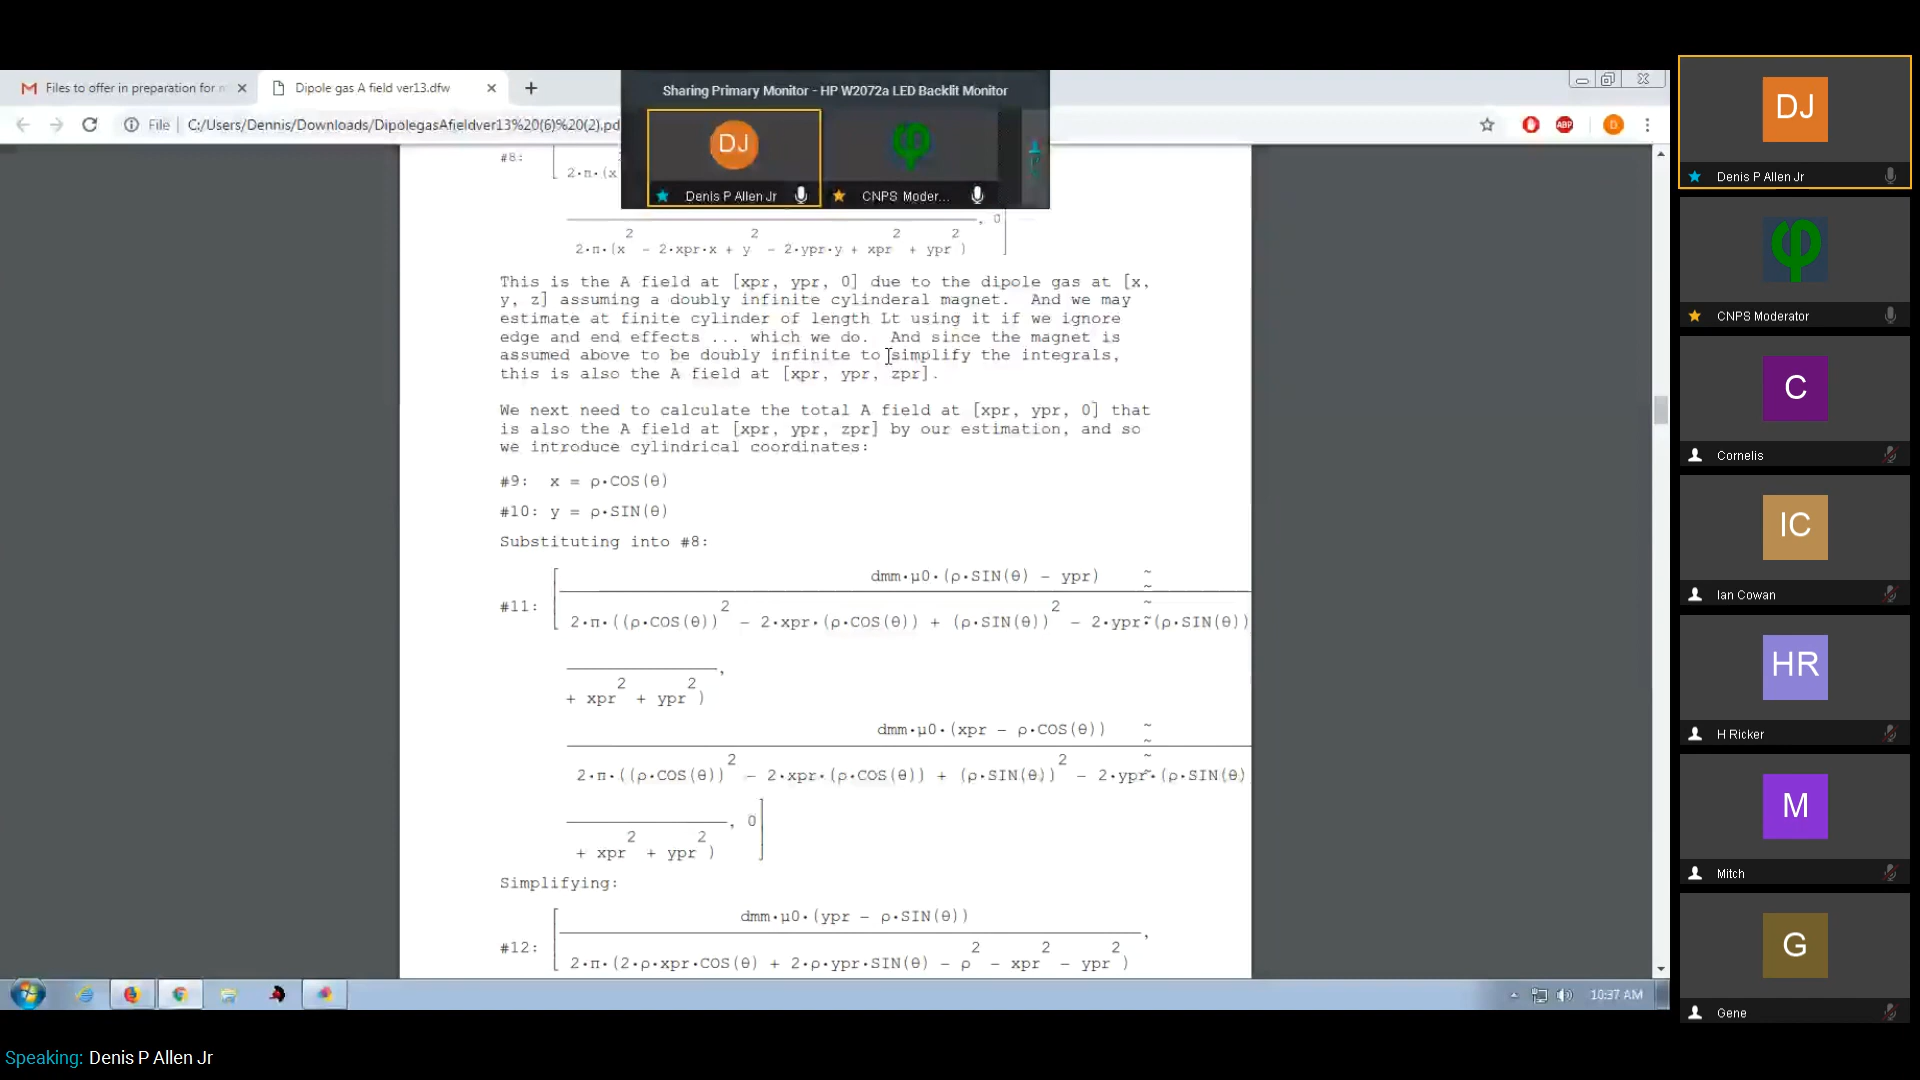 Files to offer in preparation for
Dipole gas A field ver13.dfw
Sharing Primary Monitor - HP W2072a LED Backlit Monitor
File
C:/Users/Dennis/Downloads/DipolegasAfieldver13%20(6)%20(2).pd
ABP
D
DJ
Denis P Allen Jr
CNPS Moder...
#8:
2·π·(x
, 0
2·π·(x² - 2·xpr·x + y² - 2·ypr·y + xpr² + ypr²)
This is the A field at [xpr, ypr, 0] due to the dipole gas at [x,
y, z] assuming a doubly infinite cylinderal magnet. And we may
estimate at finite cylinder of length Lt using it if we ignore
edge and end effects ... which we do. And since the magnet is
assumed above to be doubly infinite to simplify the integrals,
this is also the A field at [xpr, ypr, zpr].
We next need to calculate the total A field at [xpr, ypr, 0] that
is also the A field at [xpr, ypr, zpr] by our estimation, and so
we introduce cylindrical coordinates:
#9: x = ρ·COS(θ)
#10: y = ρ·SIN(θ)
Substituting into #8:
dmm·μ0·(ρ·SIN(θ) - ypr)
#11:
2·π·((ρ·COS(θ))² - 2·xpr·(ρ·COS(θ)) + (ρ·SIN(θ))² - 2·ypr·(ρ·SIN(θ))
,
+ xpr² + ypr²)
dmm·μ0·(xpr - ρ·COS(θ))
2·π·((ρ·COS(θ))² - 2·xpr·(ρ·COS(θ)) + (ρ·SIN(θ))² - 2·ypr·(ρ·SIN(θ)
, 0
+ xpr² + ypr²)
Simplifying:
dmm·μ0·(ypr - ρ·SIN(θ))
#12:
,
2·π·(2·ρ·xpr·COS(θ) + 2·ρ·ypr·SIN(θ) - ρ² - xpr² - ypr²)
10:37 AM
DJ
Denis P Allen Jr
CNPS Moderator
C
Cornelis
IC
Ian Cowan
HR
H Ricker
M
Mitch
G
Gene
Speaking: Denis P Allen Jr